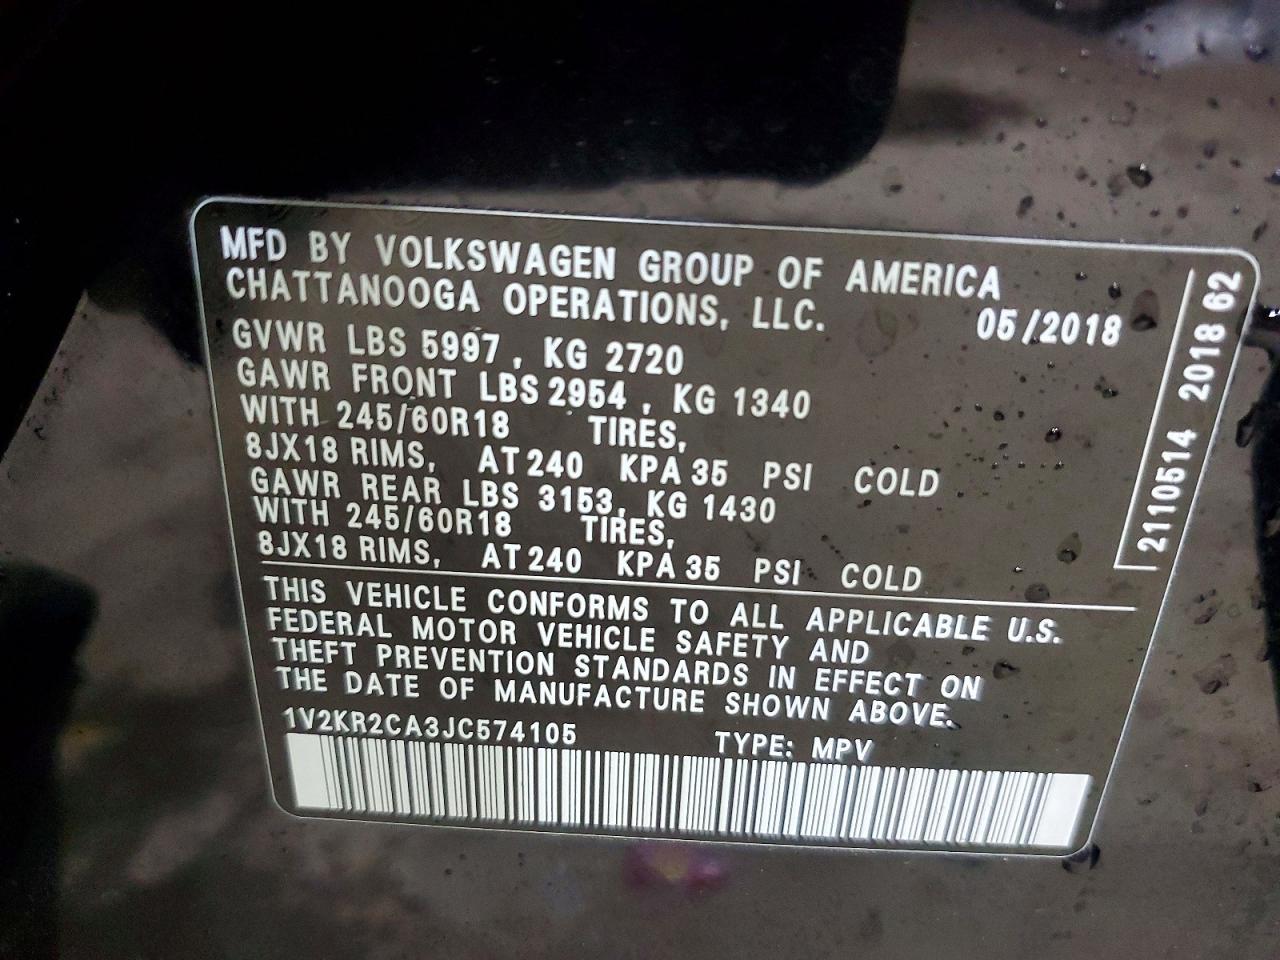 MFD BY VOLKSWAGEN GROUP OF AMERICA
CHATTANOOGA OPERATIONS, LLC.
05/2018
GVWR LBS 5997, KG 2720
GAWR FRONT LBS 2954, KG 1340
WITH 245/60R18 TIRES,
8JX18 RIMS, AT 240 KPA 35 PSI COLD
GAWR REAR LBS 3153, KG 1430
WITH 245/60R18 TIRES,
8JX18 RIMS, AT 240 KPA 35 PSI COLD
THIS VEHICLE CONFORMS TO ALL APPLICABLE U.S.
FEDERAL MOTOR VEHICLE SAFETY AND
THEFT PREVENTION STANDARDS IN EFFECT ON
THE DATE OF MANUFACTURE SHOWN ABOVE.
1V2KR2CA3JC574105 TYPE: MPV
2110514 2018 62